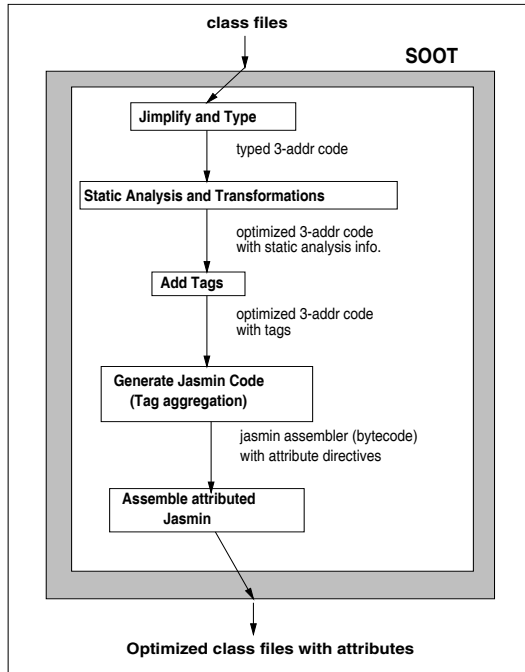 class files
SOOT
Jimplify and Type
typed 3-addr code
Static Analysis and Transformations
optimized 3-addr code
with static analysis info.
Add Tags
optimized 3-addr code
with tags
Generate Jasmin Code
(Tag aggregation)
jasmin assembler (bytecode)
with attribute directives
Assemble attributed
Jasmin
Optimized class files with attributes